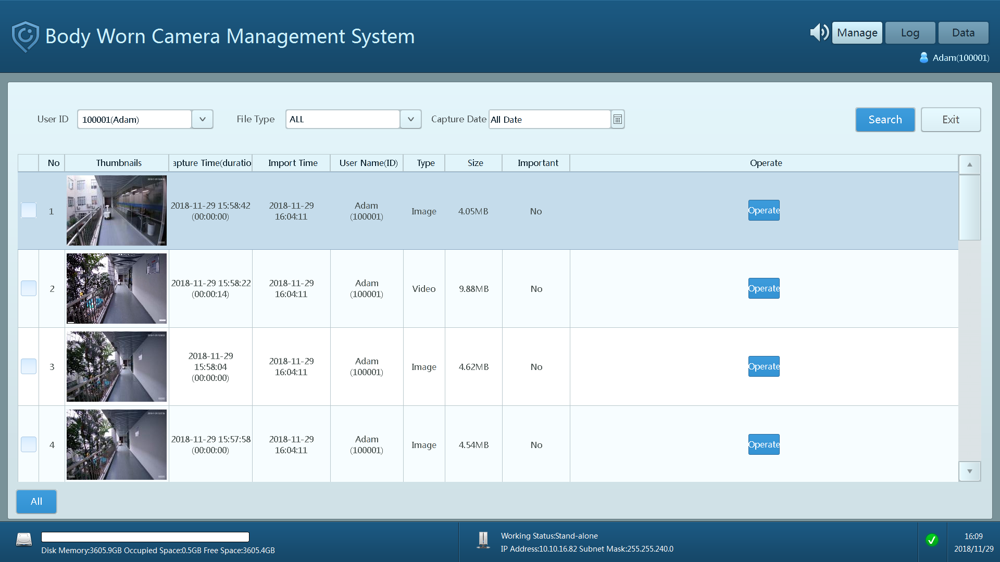 Body Worn Camera Management System
Manage
Log
Data
Adam(100001)
User ID
100001(Adam)
File Type
ALL
Capture Date
All Date
Search
Exit
No
Thumbnails
apture Time(duratio
Import Time
User Name(ID)
Type
Size
Important
Operate
1
2018-11-29 15:58:42
(00:00:00)
2018-11-29
16:04:11
Adam
(100001)
Image
4.05MB
No
Operate
2
2018-11-29 15:58:22
(00:00:14)
2018-11-29
16:04:11
Adam
(100001)
Video
9.88MB
No
Operate
3
2018-11-29
15:58:04
(00:00:00)
2018-11-29
16:04:11
Adam
(100001)
Image
4.62MB
No
Operate
4
2018-11-29 15:57:58
(00:00:00)
2018-11-29
16:04:11
Adam
(100001)
Image
4.54MB
No
Operate
All
Disk Memory:3605.9GB Occupied Space:0.5GB Free Space:3605.4GB
Working Status:Stand-alone
IP Address:10.10.16.82 Subnet Mask:255.255.240.0
16:09
2018/11/29